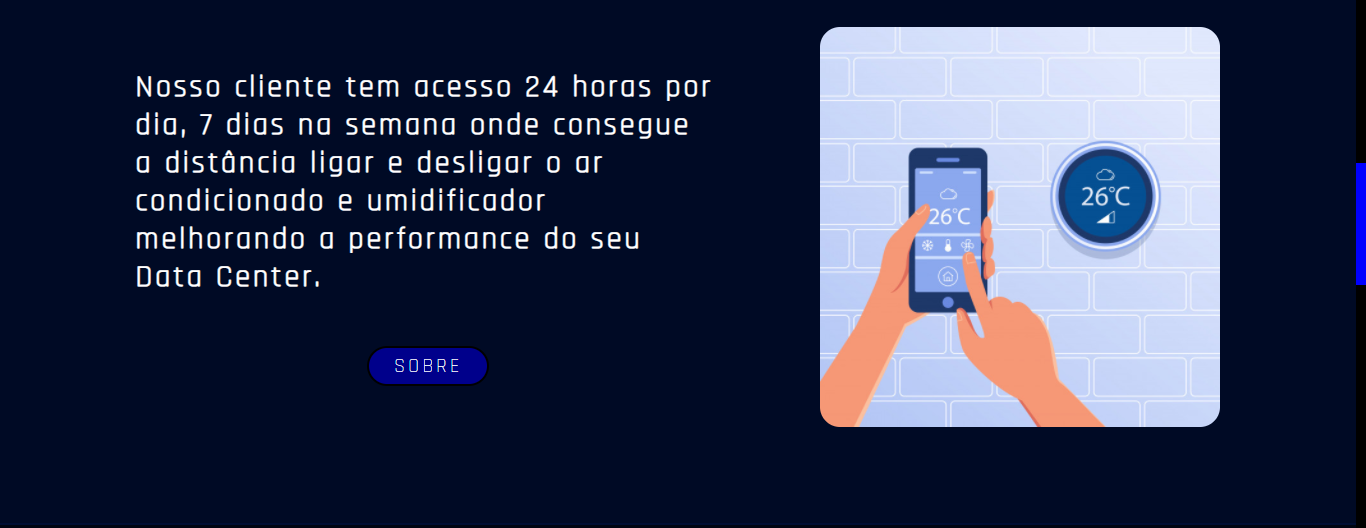 Nosso cliente tem acesso 24 horas por
dia, 7 dias na semana onde consegue
a distância ligar e desligar o ar
condicionado e umidificador
melhorando a performance do seu
Data Center.
SOBRE
26°C
26°C